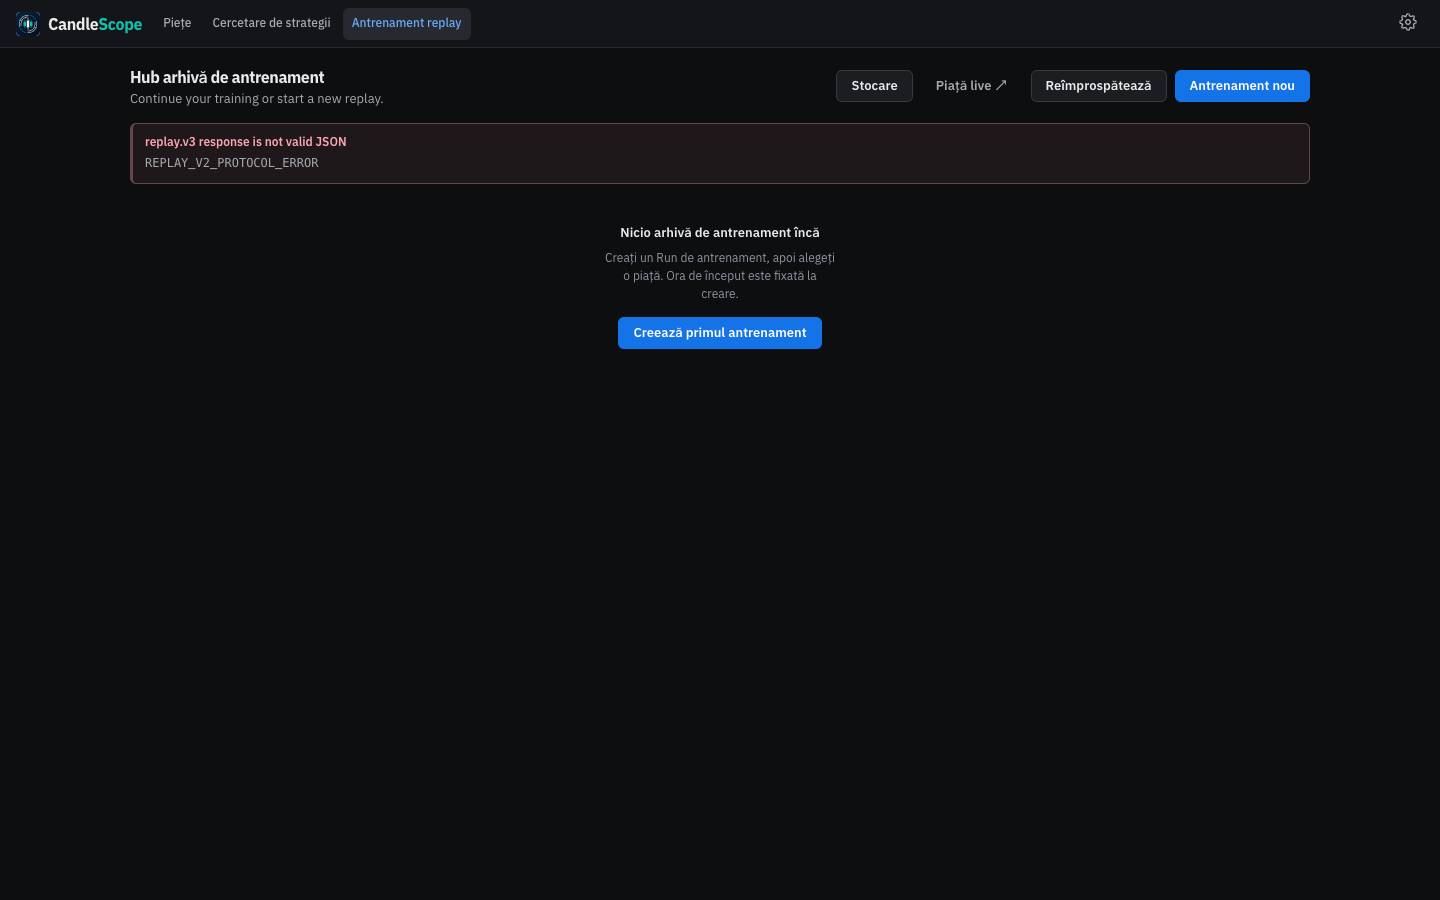 CandleScope
Piețe
Cercetare de strategii
Antrenament replay
Hub arhivă de antrenament
Continue your training or start a new replay.
Stocare
Piață live ↗
Reîmprospătează
Antrenament nou
replay.v3 response is not valid JSON
REPLAY_V2_PROTOCOL_ERROR
Nicio arhivă de antrenament încă
Creați un Run de antrenament, apoi alegeți
o piață. Ora de început este fixată la
creare.
Creează primul antrenament